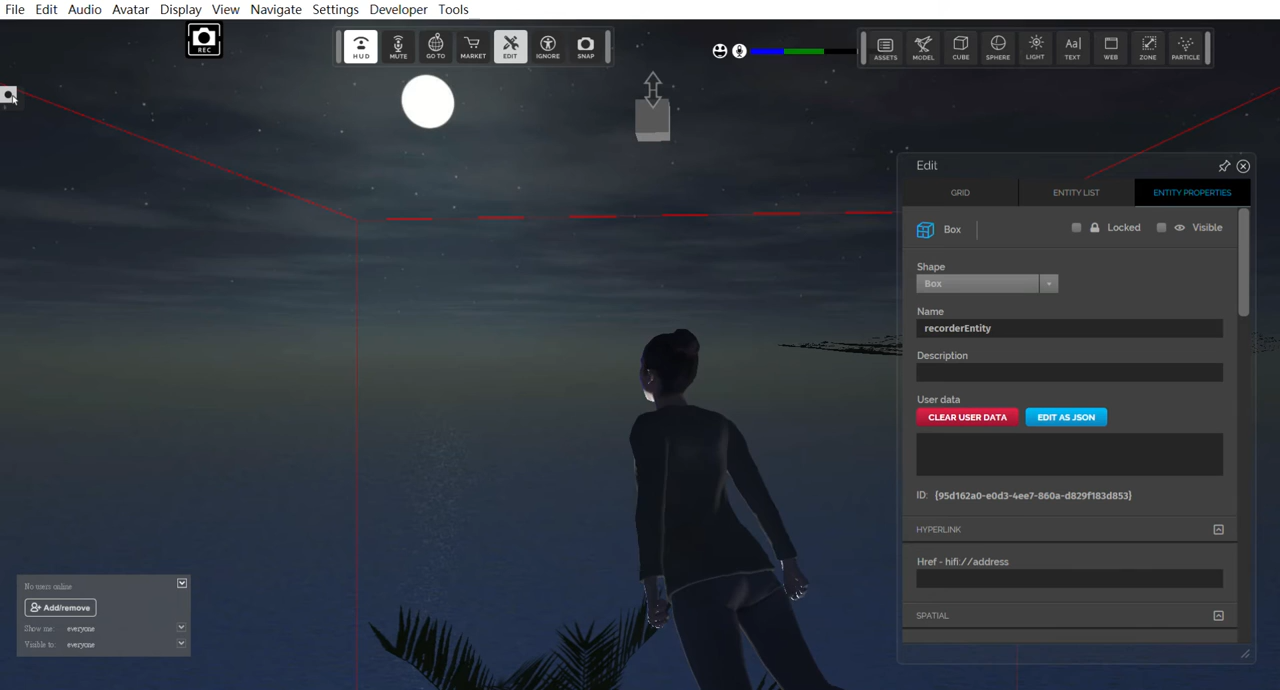 File Edit Audio Avatar Display View Navigate Settings Developer Tools
REC
HUD MUTE GO TO MARKET EDIT IGNORE SNAP
ASSETS MODEL CUBE SPHERE LIGHT TEXT WEB ZONE PARTICLE
Aa|
Edit
GRID ENTITY LIST ENTITY PROPERTIES
Box Locked Visible
Shape
Box
Name
recorderEntity
Description
User data
CLEAR USER DATA EDIT AS JSON
ID: {95d162a0-e0d3-4ee7-860a-d829f183d853}
HYPERLINK
Href - hifi://address
SPATIAL
No users online
Add/remove
Show me: everyone
Visible to: everyone